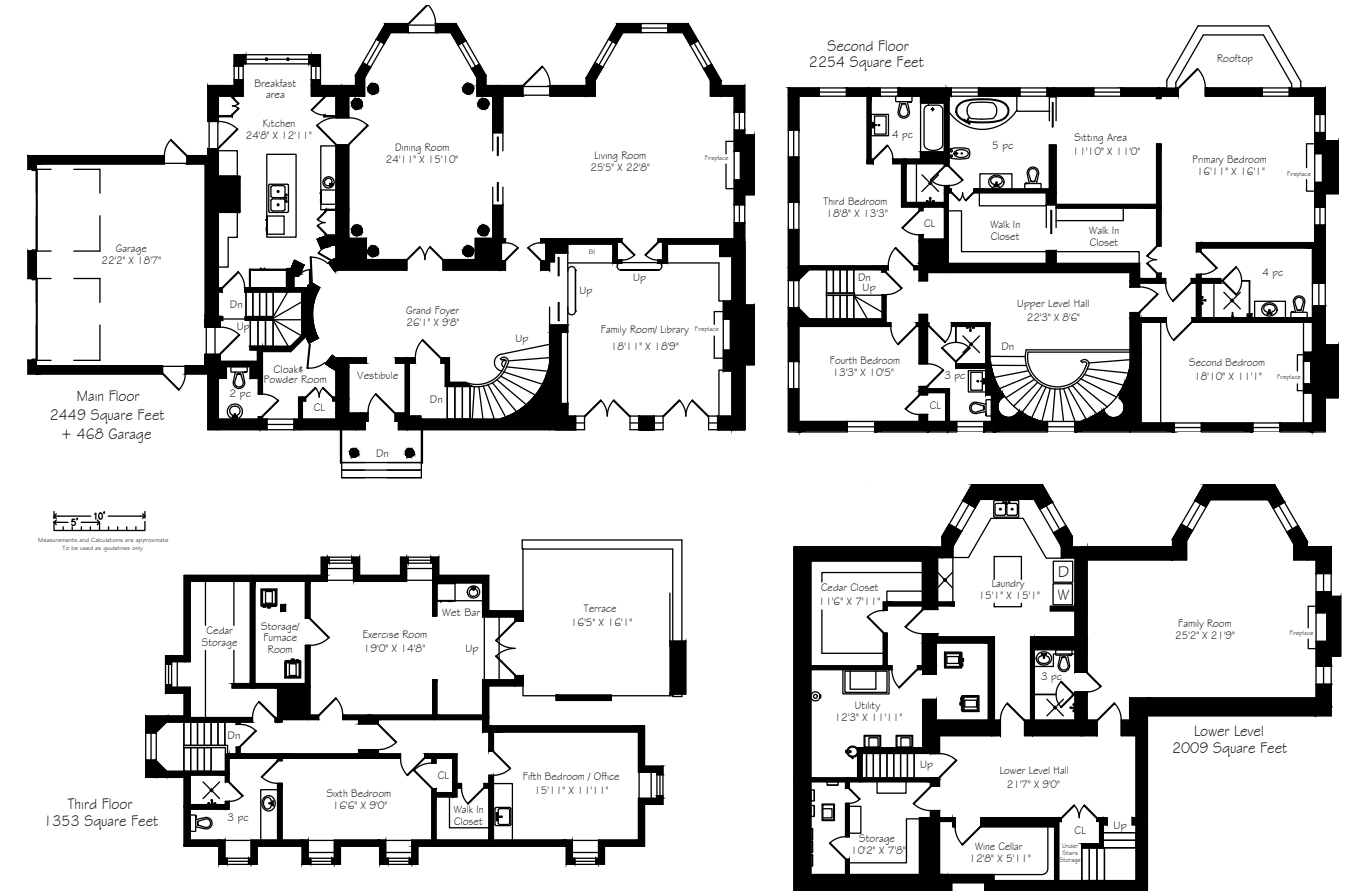 Breakfast
area
Kitchen
24'8" X 12'11"
Dining Room
24'11" X 15'10"
Living Room
25'5" X 22'8"
Fireplace
Garage
22'2" X 18'7"
BI
Up
Up
Dn
Up
Grand Foyer
26'1" X 9'8"
Family Room/ Library
18'11" X 18'9"
Fireplace
Up
Cloak&
Powder Room
Vestibule
2 pc
CL
Dn
Dn
Main Floor
2449 Square Feet
+ 468 Garage
Second Floor
2254 Square Feet
Rooftop
4 pc
5 pc
Sitting Area
11'10" X 11'0"
Primary Bedroom
16'11" X 16'1"
Fireplace
Third Bedroom
18'8" X 13'3"
CL
Walk In
Closet
Walk In
Closet
4 pc
Dn
Up
Upper Level Hall
22'3" X 8'6"
Fourth Bedroom
13'3" X 10'5"
3 pc
Dn
Second Bedroom
18'10" X 11'1"
Fireplace
CL
10'
5'
Measurements and Calculations are approximate
To be used as guidelines only
Cedar
Storage
Storage/
Furnace
Room
Exercise Room
19'0" X 14'8"
Wet Bar
Up
Terrace
16'5" X 16'1"
Dn
CL
Sixth Bedroom
16'6" X 9'0"
Fifth Bedroom / Office
15'11" X 11'11"
Walk In
Closet
3 pc
Third Floor
1353 Square Feet
Cedar Closet
11'6" X 7'11"
Laundry
15'1" X 15'1"
D
W
Family Room
25'2" X 21'9"
Fireplace
3 pc
Utility
12'3" X 11'11"
Up
Lower Level Hall
21'7" X 9'0"
Lower Level
2009 Square Feet
Storage
10'2" X 7'8"
Wine Cellar
12'8" X 5'11"
CL
Up
Under
Stairs
Storage